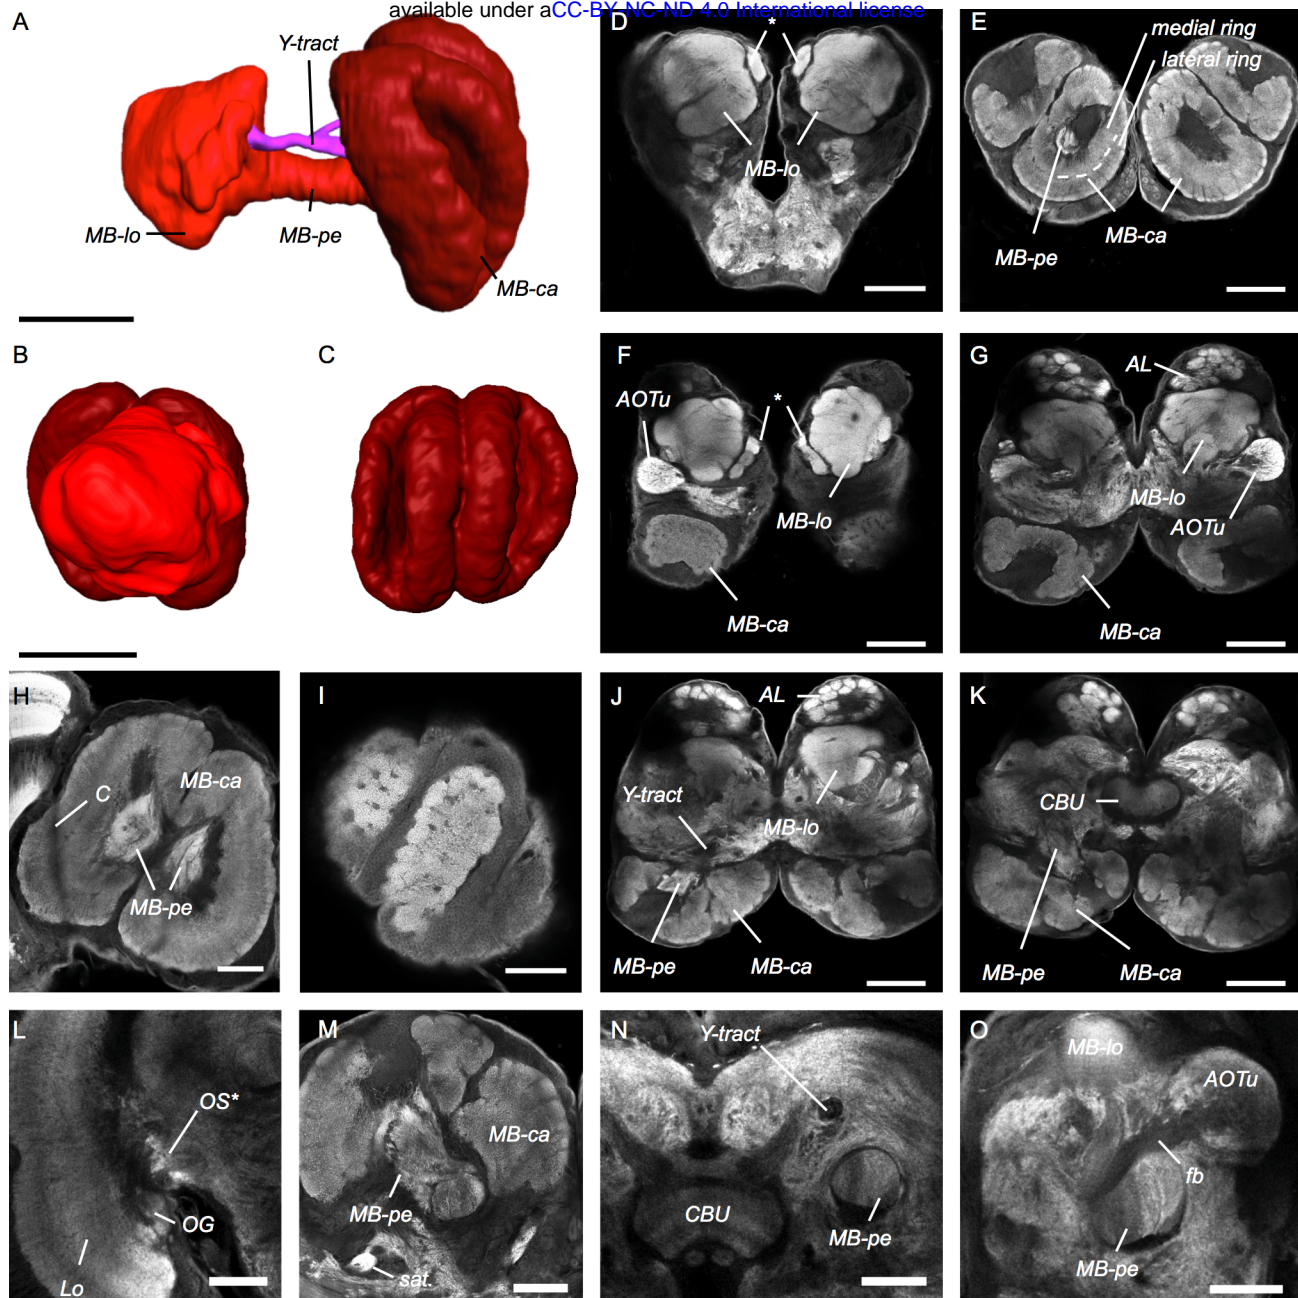 available under aCC-BY-NC-ND 4.0 International license
A
Y-tract
MB-lo
MB-pe
MB-ca
B
C
D
*
MB-lo
E
medial ring
lateral ring
MB-pe
MB-ca
F
AOTu
*
MB-lo
MB-ca
G
AL
MB-lo
AOTu
MB-ca
H
C
MB-ca
MB-pe
I
J
AL
Y-tract
MB-lo
MB-pe
MB-ca
K
CBU
MB-pe
MB-ca
L
OS*
OG
Lo
M
MB-ca
MB-pe
sat.
N
Y-tract
CBU
MB-pe
O
MB-lo
AOTu
fb
MB-pe